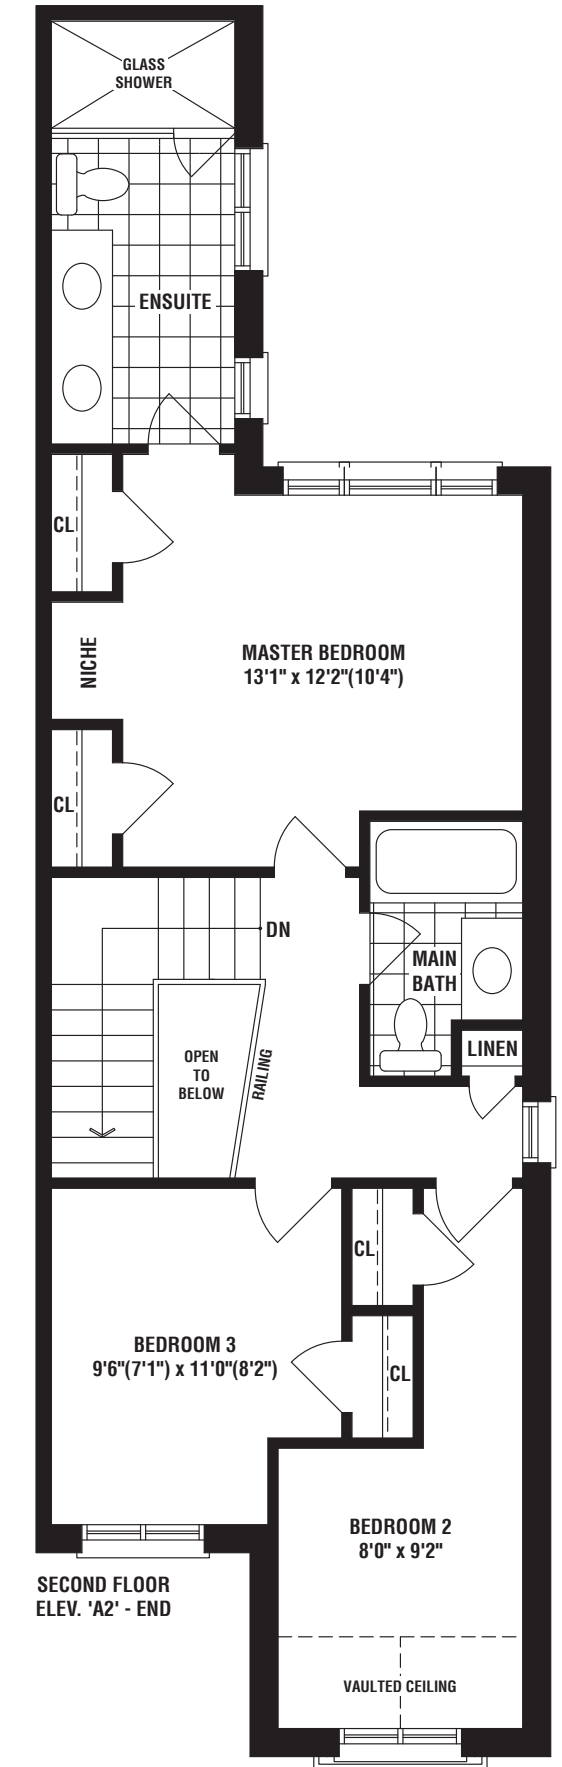 GLASS
SHOWER
ENSUITE
CL
NICHE
MASTER BEDROOM
13'1" x 12'2"(10'4")
CL
DN
MAIN
BATH
OPEN
TO
BELOW
RAILING
LINEN
CL
BEDROOM 3
9'6"(7'1") x 11'0"(8'2")
CL
BEDROOM 2
8'0" x 9'2"
SECOND FLOOR
ELEV. 'A2' - END
VAULTED CEILING